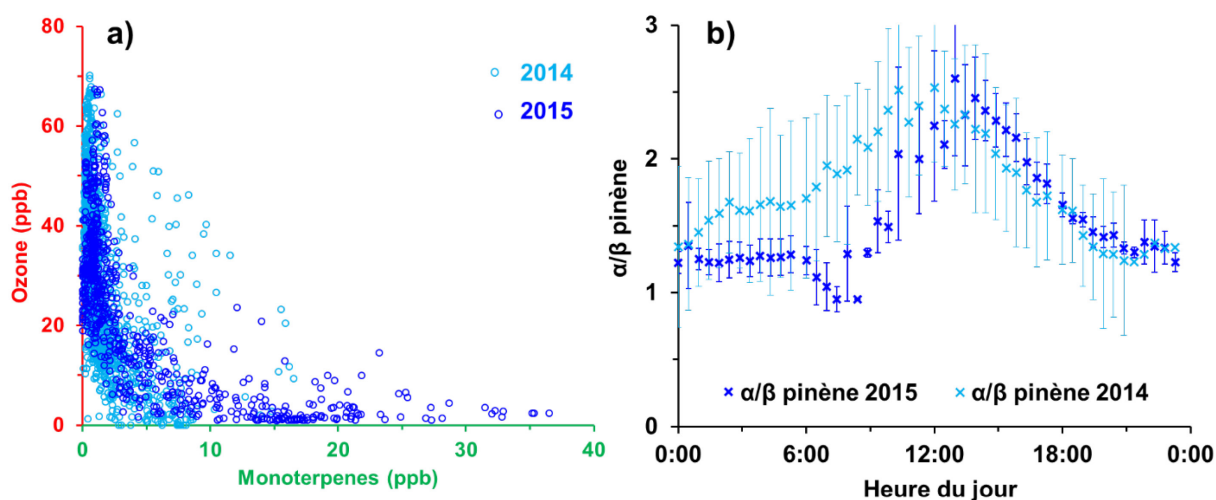 a)
2014
2015
80
60
40
20
0
Ozone (ppb)
0 10 20 30 40
Monoterpenes (ppb)
b)
3
2
1
0
α/β pinène
α/β pinène 2015 α/β pinène 2014
0:00 6:00 12:00 18:00 0:00
Heure du jour